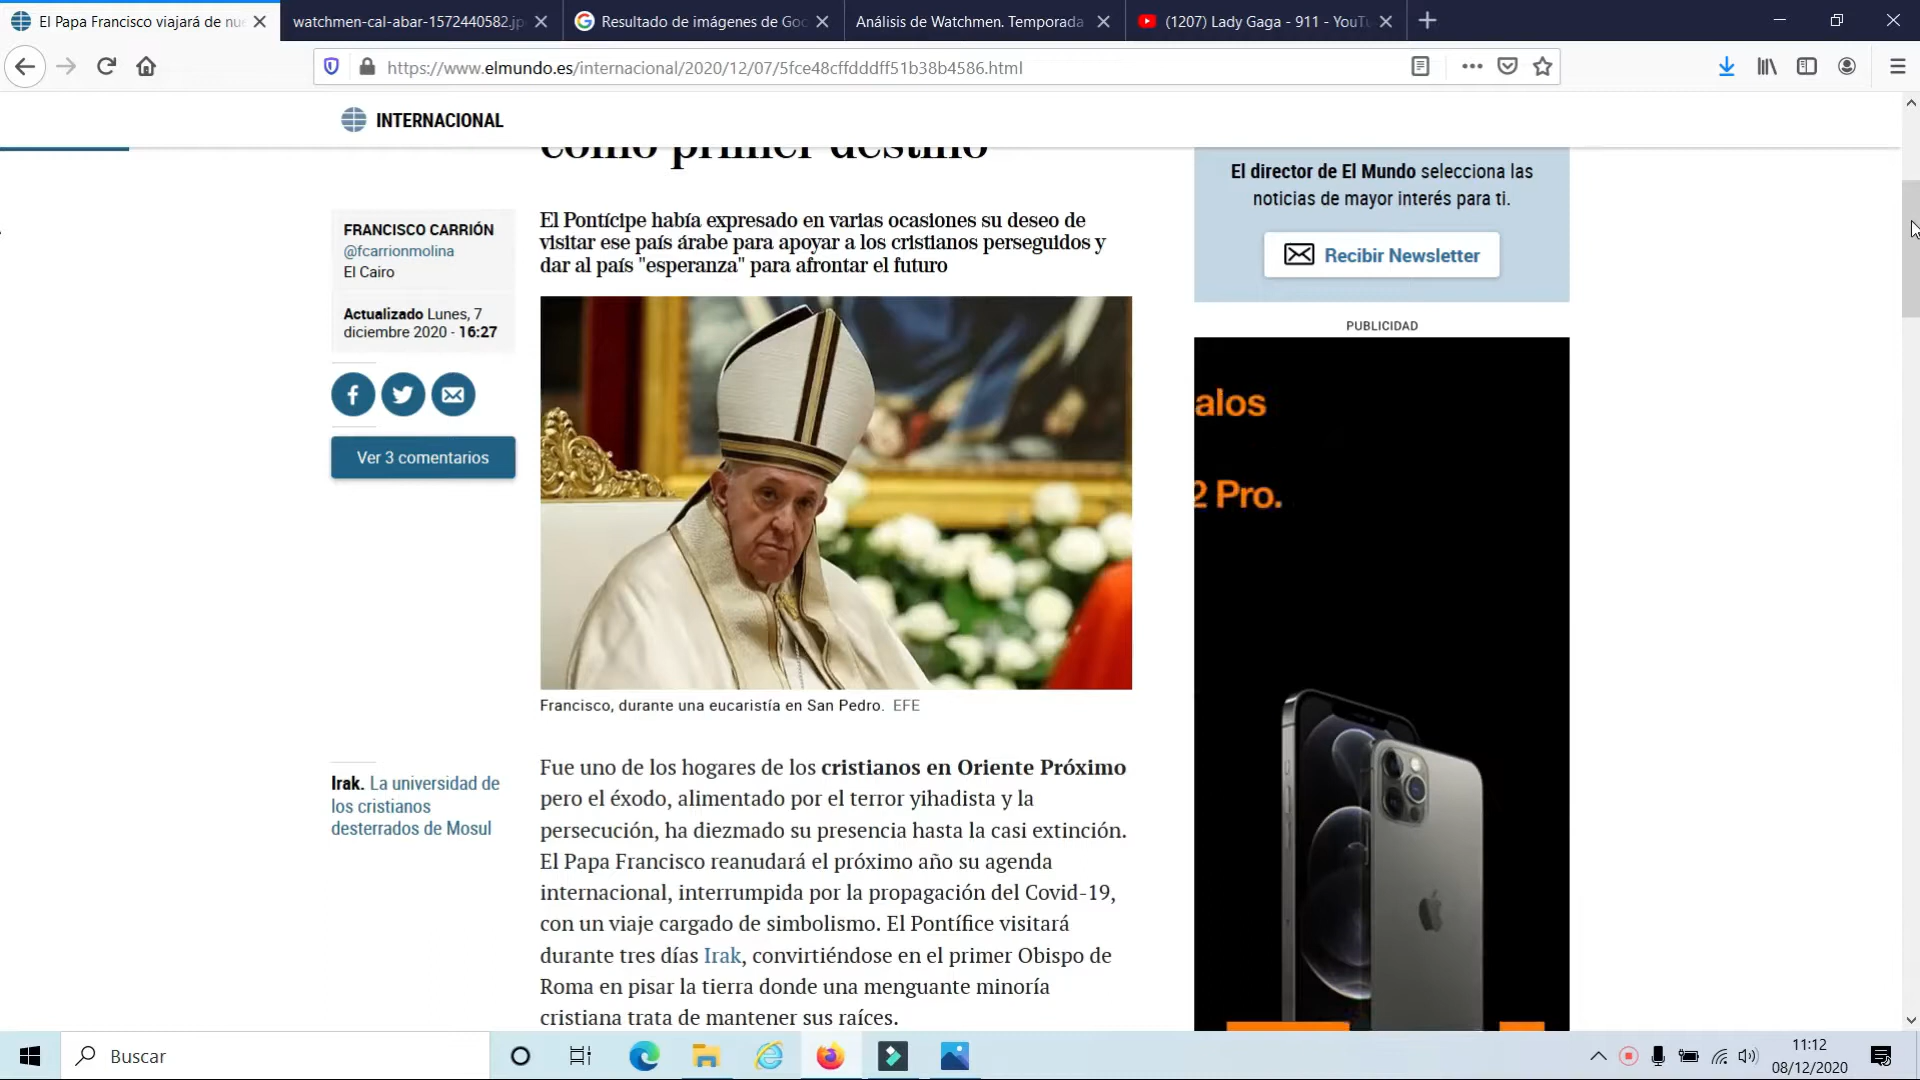 El Papa Francisco viajará de nu
watchmen-cal-abar-1572440582.jp
Resultado de imágenes de Goo
Análisis de Watchmen. Temporada
(1207) Lady Gaga - 911 - YouTu
https://www.elmundo.es/internacional/2020/12/07/5fce48cffdddff51b38b4586.html
INTERNACIONAL
como primer destino
El director de El Mundo selecciona las
noticias de mayor interés para ti.
Recibir Newsletter
FRANCISCO CARRIÓN
@fcarrionmolina
El Cairo
Actualizado Lunes, 7
diciembre 2020 - 16:27
Ver 3 comentarios
El Pontícipe había expresado en varias ocasiones su deseo de
visitar ese país árabe para apoyar a los cristianos perseguidos y
dar al país "esperanza" para afrontar el futuro
PUBLICIDAD
alos
2 Pro.
Francisco, durante una eucaristía en San Pedro. EFE
Irak. La universidad de
los cristianos
desterrados de Mosul
Fue uno de los hogares de los cristianos en Oriente Próximo
pero el éxodo, alimentado por el terror yihadista y la
persecución, ha diezmado su presencia hasta la casi extinción.
El Papa Francisco reanudará el próximo año su agenda
internacional, interrumpida por la propagación del Covid-19,
con un viaje cargado de simbolismo. El Pontífice visitará
durante tres días Irak, convirtiéndose en el primer Obispo de
Roma en pisar la tierra donde una menguante minoría
cristiana trata de mantener sus raíces.
Buscar
11:12
08/12/2020